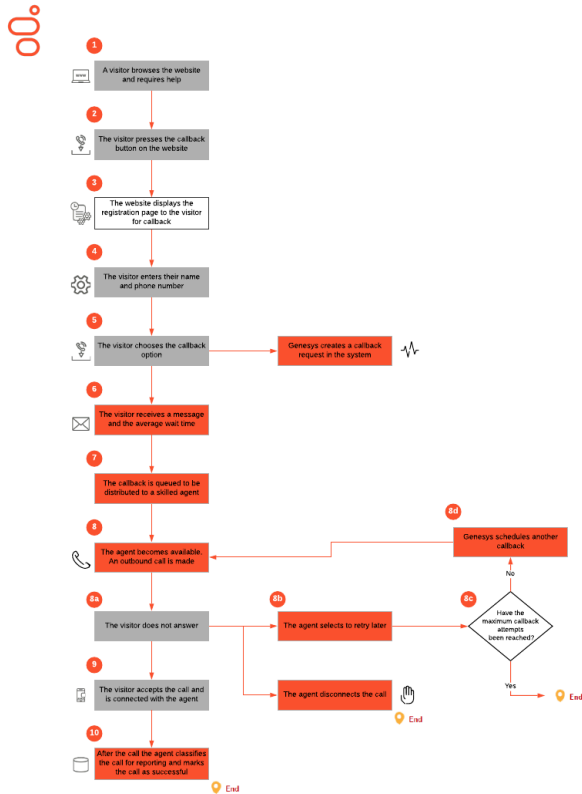 1
A visitor browses the website
and requires help
2
The visitor presses the callback
button on the website
3
The website displays the
registration page to the visitor
for callback
4
The visitor enters their name
and phone number
5
The visitor chooses the callback
option
Genesys creates a callback
request in the system
6
The visitor receives a message
and the average wait time
7
The callback is queued to be
distributed to a skilled agent
8
The agent becomes available.
An outbound call is made
8d
Genesys schedules another
callback
No
8a
The visitor does not answer
8b
The agent selects to retry later
8c
Have the
maximum callback
attempts
been reached?
Yes
End
9
The visitor accepts the call and
is connected with the agent
The agent disconnects the call
End
10
After the call the agent classifies
the call for reporting and marks
the call as successful
End